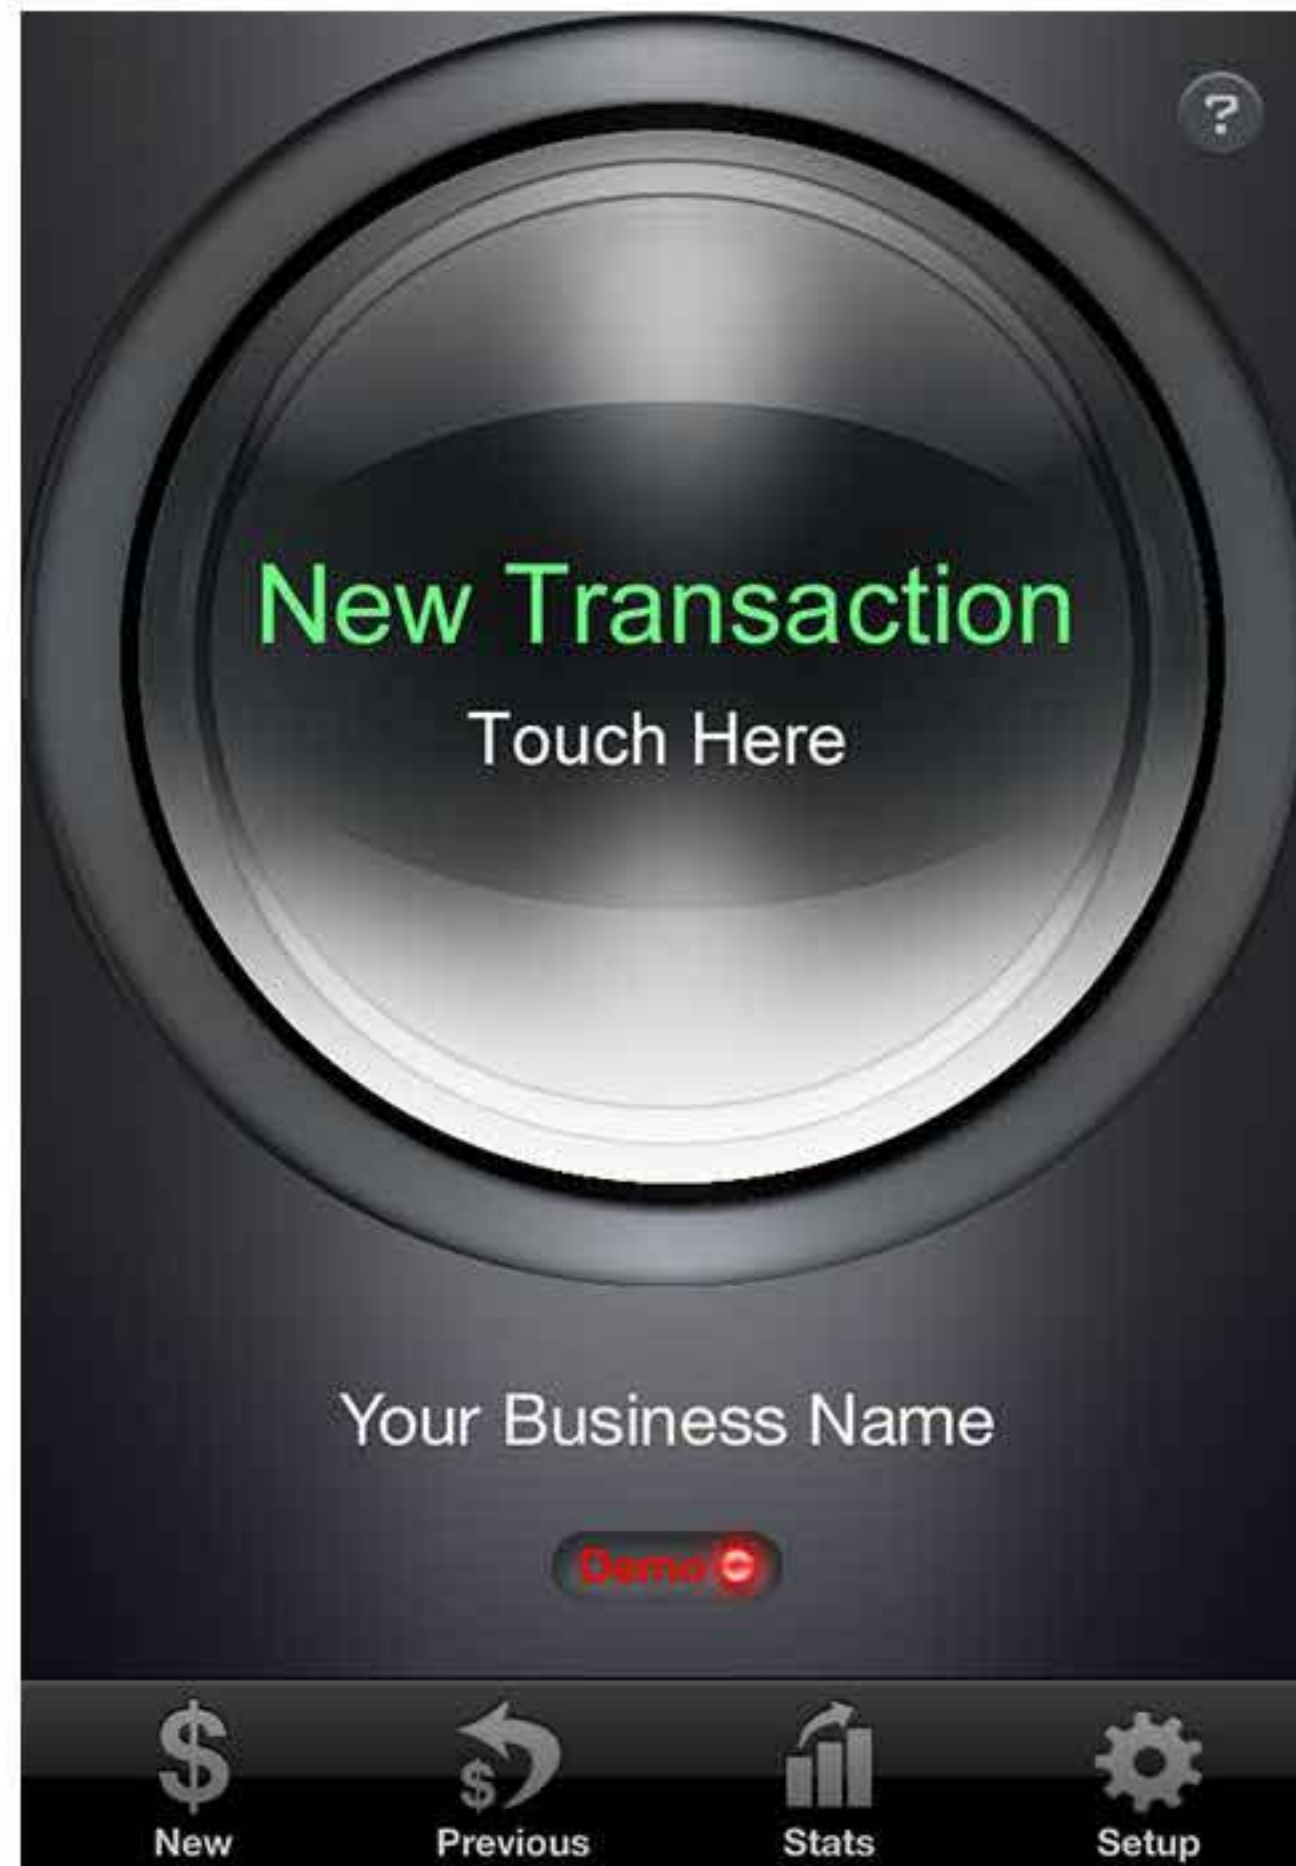 ?
New Transaction
Touch Here
Your Business Name
Demo
$ $
New Previous Stats Setup